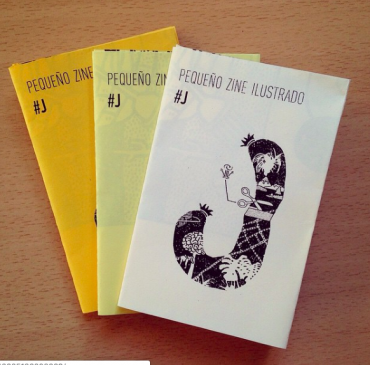 PEQUEÑO ZINE
#J
PEQUEÑO ZINE
#J
PEQUEÑO ZINE ILUSTRADO
#J